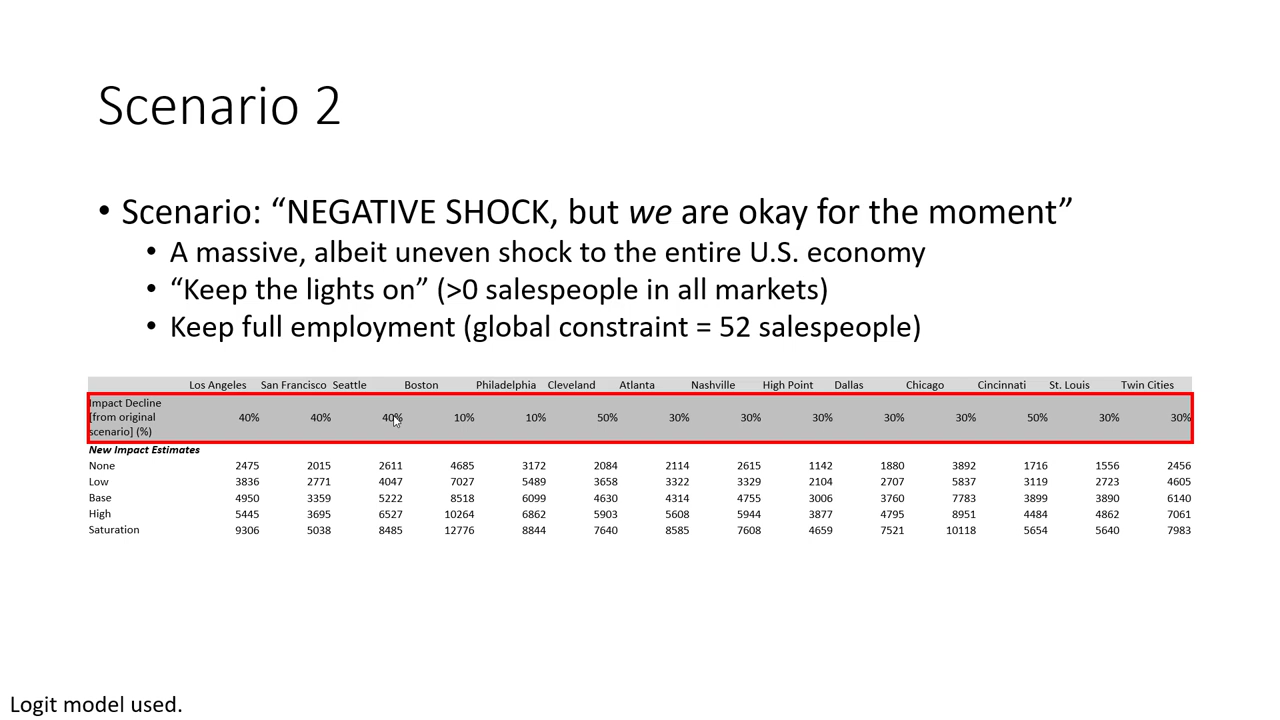 Scenario 2
• Scenario: “NEGATIVE SHOCK, but we are okay for the moment”
• A massive, albeit uneven shock to the entire U.S. economy
• “Keep the lights on” (>0 salespeople in all markets)
• Keep full employment (global constraint = 52 salespeople)
Los Angeles San Francisco Seattle Boston Philadelphia Cleveland Atlanta Nashville High Point Dallas Chicago Cincinnati St. Louis Twin Cities
Impact Decline
[from original
scenario] (%) 40% 40% 40% 10% 10% 50% 30% 30% 30% 30% 30% 50% 30% 30%
New Impact Estimates
None 2475 2015 2611 4685 3172 2084 2114 2615 1142 1880 3892 1716 1556 2456
Low 3836 2771 4047 7027 5489 3658 3322 3329 2104 2707 5837 3119 2723 4605
Base 4950 3359 5222 8518 6099 4630 4314 4755 3006 3760 7783 3899 3890 6140
High 5445 3695 6527 10264 6862 5903 5608 5944 3877 4795 8951 4484 4862 7061
Saturation 9306 5038 8485 12776 8844 7640 8585 7608 4659 7521 10118 5654 5640 7983
Logit model used.